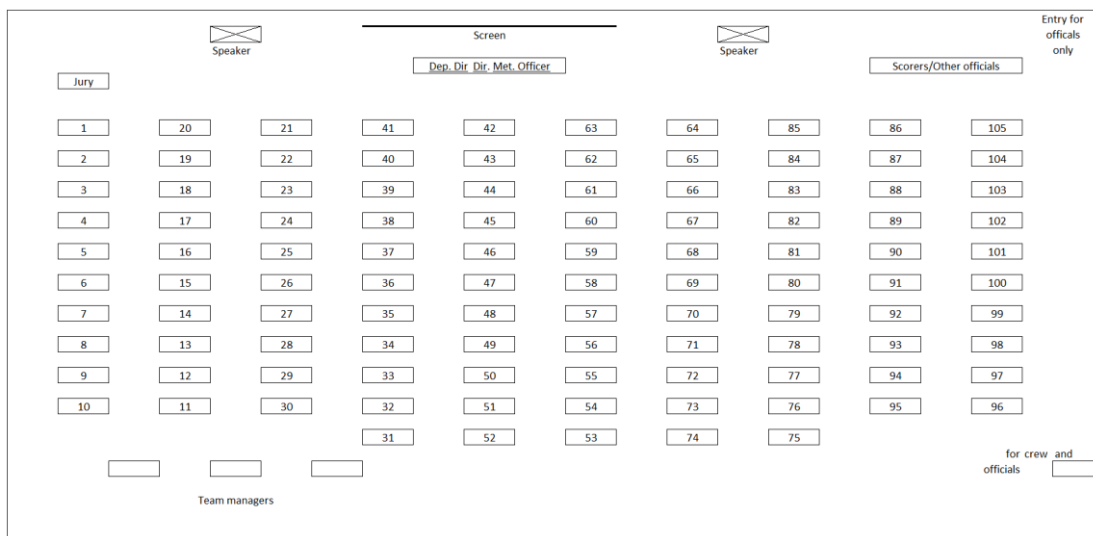 Entry for
officals
only
Screen
Speaker
Speaker
Dep. Dir Dir. Met. Officer
Scorers/Other officials
Jury
1 20 21 41 42 63 64 85 86 105
2 19 22 40 43 62 65 84 87 104
3 18 23 39 44 61 66 83 88 103
4 17 24 38 45 60 67 82 89 102
5 16 25 37 46 59 68 81 90 101
6 15 26 36 47 58 69 80 91 100
7 14 27 35 48 57 70 79 92 99
8 13 28 34 49 56 71 78 93 98
9 12 29 33 50 55 72 77 94 97
10 11 30 32 51 54 73 76 95 96
31 52 53 74 75
for crew and
officials
Team managers